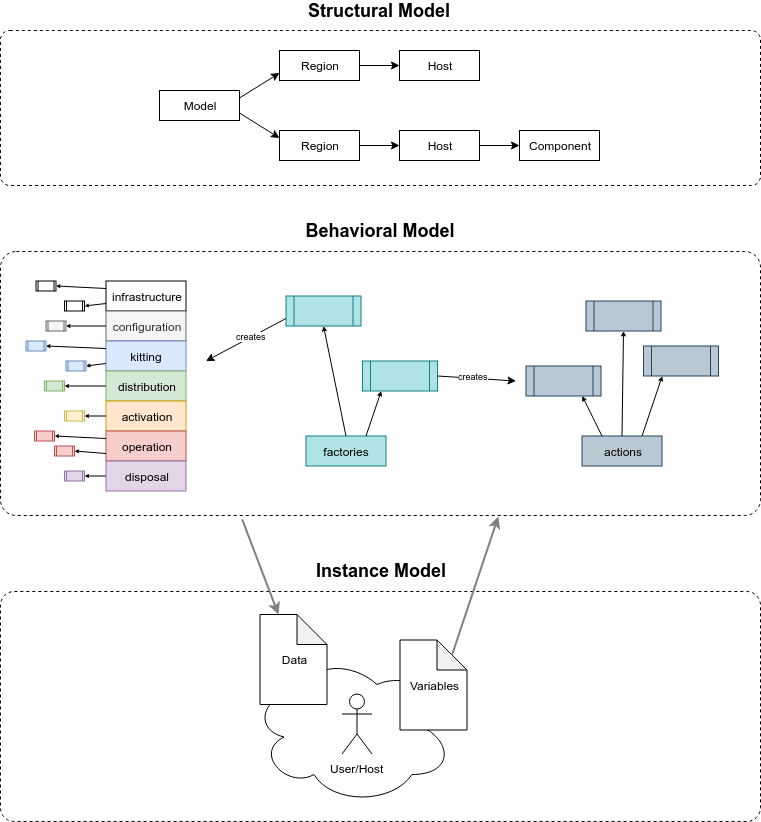 Structural Model
Region
Host
Model
Region
Host
Component
Behavioral Model
infrastructure
configuration
kitting
distribution
activation
operation
disposal
creates
creates
factories
actions
Instance Model
Data
Variables
User/Host